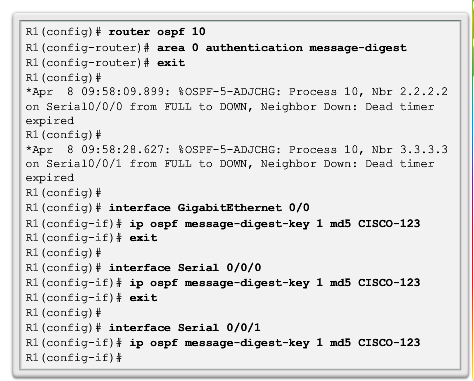 R1(config)# router ospf 10
R1(config-router)# area 0 authentication message-digest
R1(config-router)# exit
R1(config)#
*Apr  8 09:58:09.899: %OSPF-5-ADJCHG: Process 10, Nbr 2.2.2.2
on Serial0/0/0 from FULL to DOWN, Neighbor Down: Dead timer
expired
R1(config)#
*Apr  8 09:58:28.627: %OSPF-5-ADJCHG: Process 10, Nbr 3.3.3.3
on Serial0/0/1 from FULL to DOWN, Neighbor Down: Dead timer
expired
R1(config)#
R1(config)# interface GigabitEthernet 0/0
R1(config-if)# ip ospf message-digest-key 1 md5 CISCO-123
R1(config-if)# exit
R1(config)#
R1(config)# interface Serial 0/0/0
R1(config-if)# ip ospf message-digest-key 1 md5 CISCO-123
R1(config-if)# exit
R1(config)#
R1(config)# interface Serial 0/0/1
R1(config-if)# ip ospf message-digest-key 1 md5 CISCO-123
R1(config-if)#